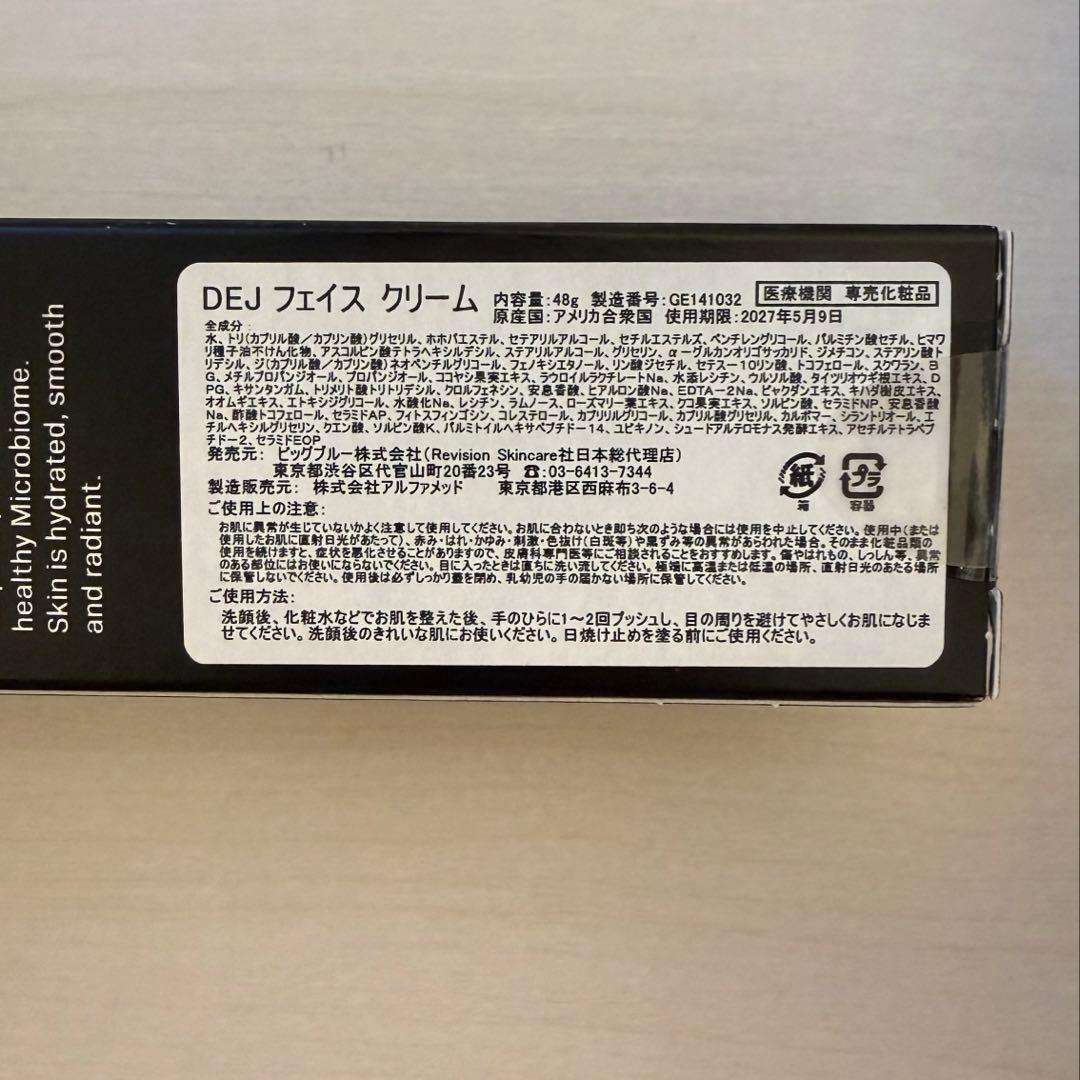 healthy Microbiome.
Skin is hydrated, smooth
and radiant.
DEJ フェイス クリーム 内容量:48g 製造番号:GE141032 医療機関 専売化粧品
原産国:アメリカ合衆国 使用期限:2027年5月9日
全成分:
水、トリ(カプリル酸/カプリン酸)グリセリル、ホホバエステル、セテアリルアルコール、セチルエステルズ、ペンチレングリコール、パルミチン酸セチル、ヒマワ
リ種子油不けん化物、アスコルビン酸テトラヘキシルデシル、ステアリルアルコール、グリセリン、α-グルカンオリゴサッカリド、ジメチコン、ステアリン酸ト
リデシル、ジ(カプリル酸/カプリン酸)ネオペンチルグリコール、フェノキシエタノール、リン酸ジセチル、セテス-10リン酸、トコフェロール、スクワラン、B
G、メチルプロパンジオール、プロパンジオール、ココヤシ果実エキス、ラウロイルラクチレートNa、水添レシチン、ウルソル酸、タイツリオウギ根エキス、D
PG、キサンタンガム、トリメリト酸トリトリデシル、クロルフェネシン、安息香酸、ヒアルロン酸Na、EDTA-2Na、ビャクダンエキス、キハダ樹皮エキス、
オオムギエキス、エトキシジグリコール、水酸化Na、レシチン、ラムノース、ローズマリー葉エキス、クコ果実エキス、ソルビン酸、セラミドNP、安息香酸
Na、酢酸トコフェロール、セラミドAP、フィトスフィンゴシン、コレステロール、カプリリルグリコール、カプリル酸グリセリル、カルボマー、シラントリオール、エ
チルヘキシルグリセリン、クエン酸、ソルビン酸K、パルミトイルヘキサペプチド-14、ユビキノン、シュードアルテロモナス発酵エキス、アセチルテトラペプ
チド-2、セラミドEOP
発売元: ビッグブルー株式会社(Revision Skincare社日本総代理店)
東京都渋谷区代官山町20番23号 ☎:03-6413-7344
製造販売元: 株式会社アルファメッド 東京都港区西麻布3-6-4
紙 プラ
箱 容器
ご使用上の注意:
お肌に異常が生じていないかよく注意して使用してください。お肌に合わないとき即ち次のような場合には使用を中止してください。使用中(または
使用したお肌に直射日光があたって)、赤み・はれ・かゆみ・刺激・色抜け(白斑等)や黒ずみ等の異常があらわれた場合。そのまま化粧品類の
使用を続けますと、症状を悪化させることがありますので、皮膚科専門医等にご相談されることをおすすめします。傷やはれもの、しっしん等、異常
のある部位にはお使いにならないでください。目に入ったときは直ちに洗い流してください。極端に高温または低温の場所、直射日光のあたる場所
に保管しないでください。使用後は必ずしっかり蓋を閉め、乳幼児の手の届かない場所に保管してください。
ご使用方法:
洗顔後、化粧水などでお肌を整えた後、手のひらに1～2回プッシュし、目の周りを避けてやさしくお肌になじま
せてください。洗顔後のきれいな肌にお使いください。日焼け止めを塗る前にご使用ください。